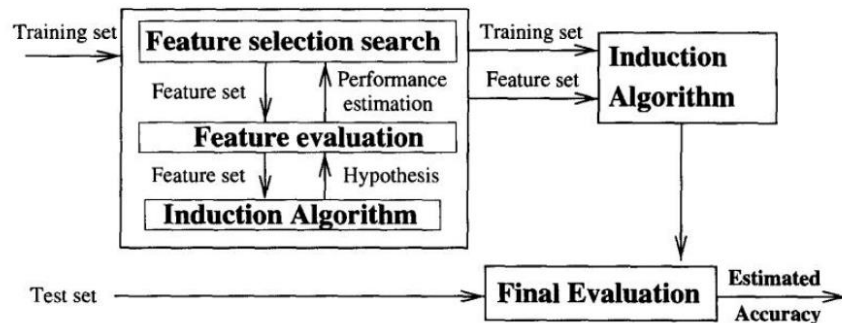 Training set
Feature selection search
Training set
Induction
Algorithm
Feature set
Performance
estimation
Feature set
Feature evaluation
Feature set
Hypothesis
Induction Algorithm
Test set
Final Evaluation
Estimated
Accuracy